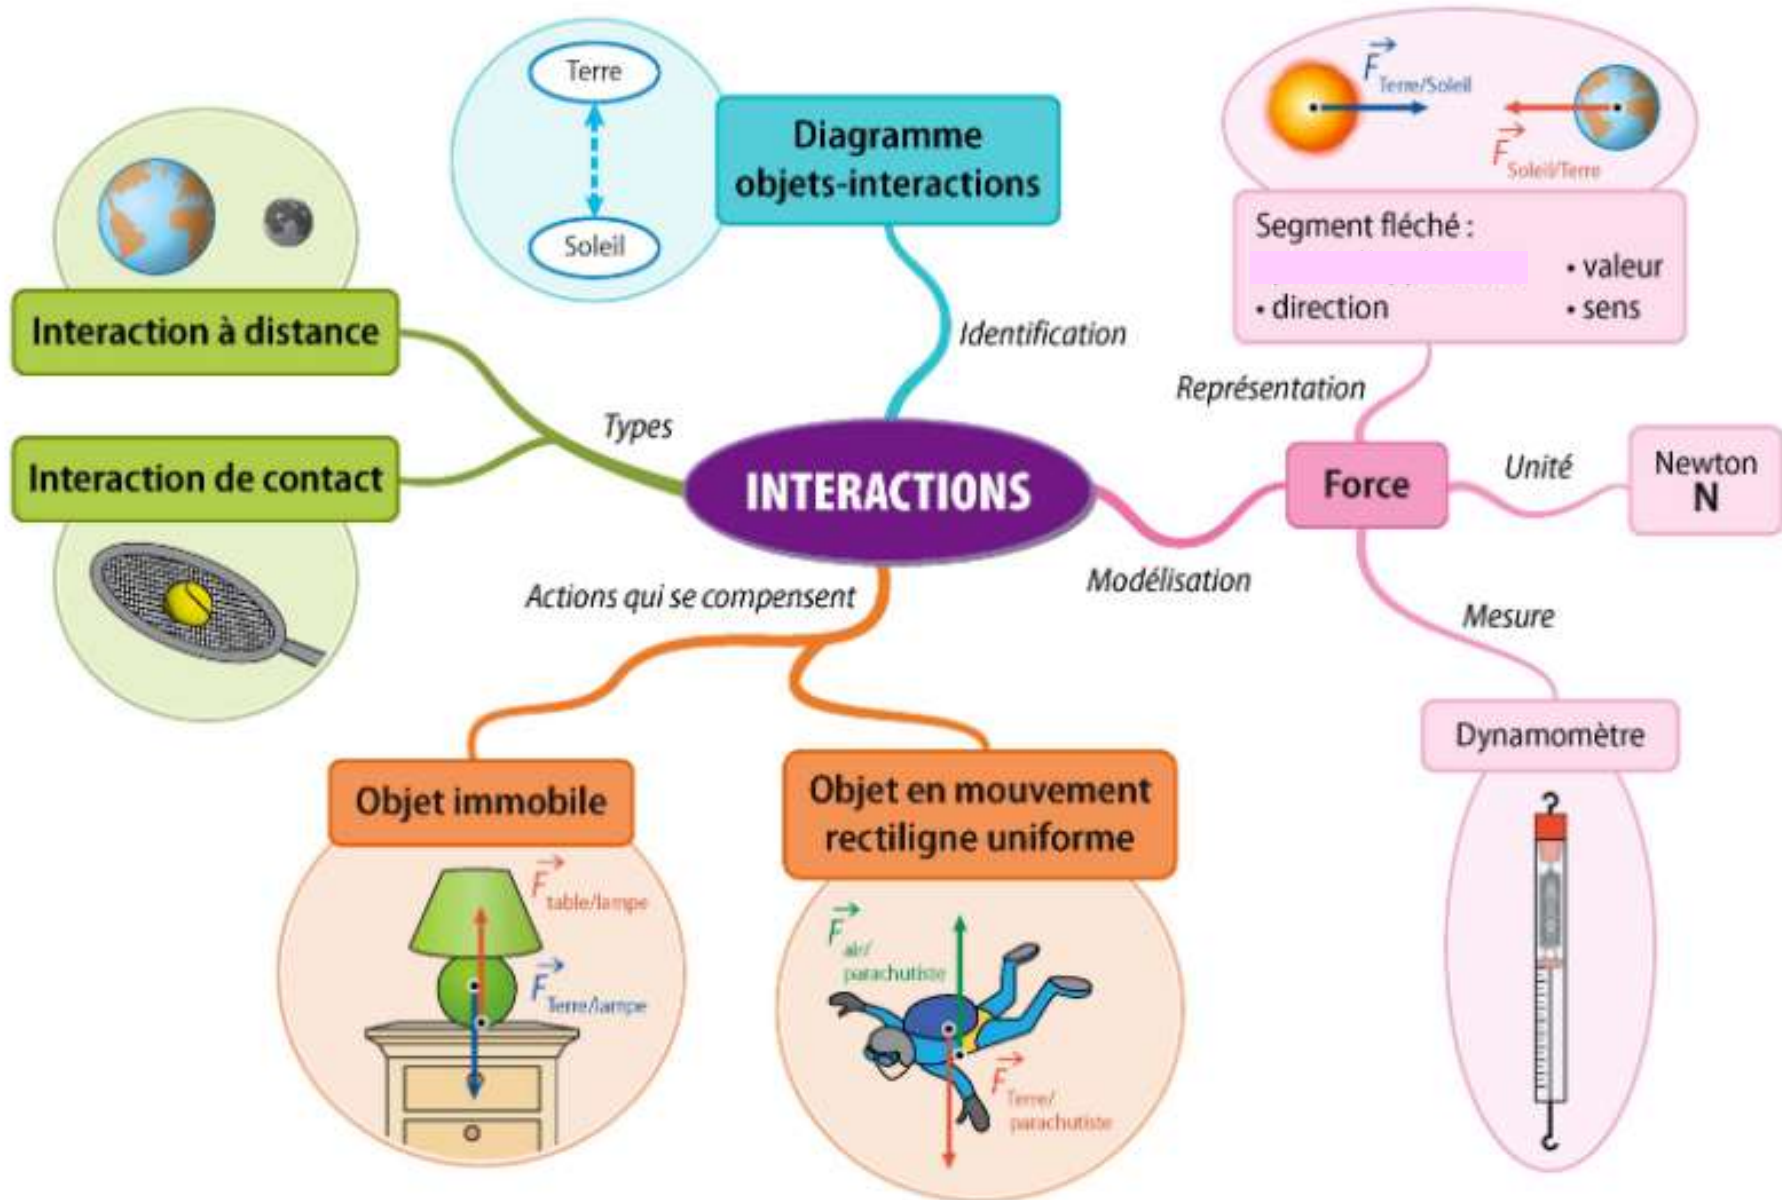 Terre
Soleil
Diagramme
objets-interactions
Identification
F Terre/Soleil
F Soleil/Terre
Segment fléché :
• valeur
• direction
• sens
Représentation
Interaction à distance
Types
Interaction de contact
INTERACTIONS
Modélisation
Force
Unité
Newton
N
Mesure
Dynamomètre
Actions qui se compensent
Objet immobile
F table/lampe
F Terre/lampe
Objet en mouvement
rectiligne uniforme
F air/
parachutiste
F Terre/
parachutiste